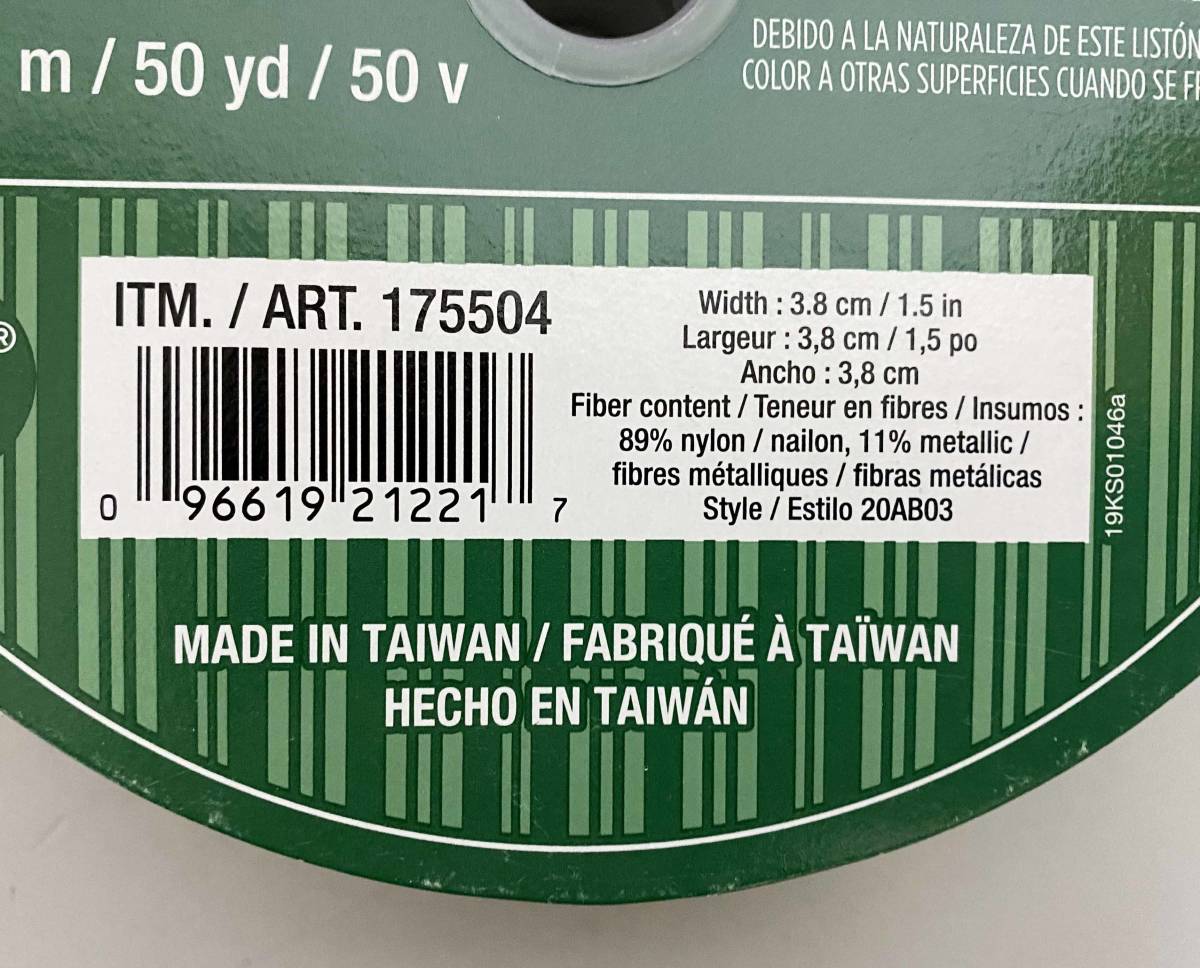 m / 50 yd / 50 v
DEBIDO A LA NATURALEZA DE ESTE LISTÓN
COLOR A OTRAS SUPERFICIES CUANDO SE
®
ITM. / ART. 175504
0 96619 21221 7
Width : 3.8 cm / 1.5 in
Largeur : 3,8 cm / 1,5 po
Ancho : 3,8 cm
Fiber content / Teneur en fibres / Insumos :
89% nylon / nailon, 11% metallic /
fibres métalliques / fibras metálicas
Style / Estilo 20AB03
19KS01046a
MADE IN TAIWAN / FABRIQUÉ À TAÏWAN
HECHO EN TAIWÁN